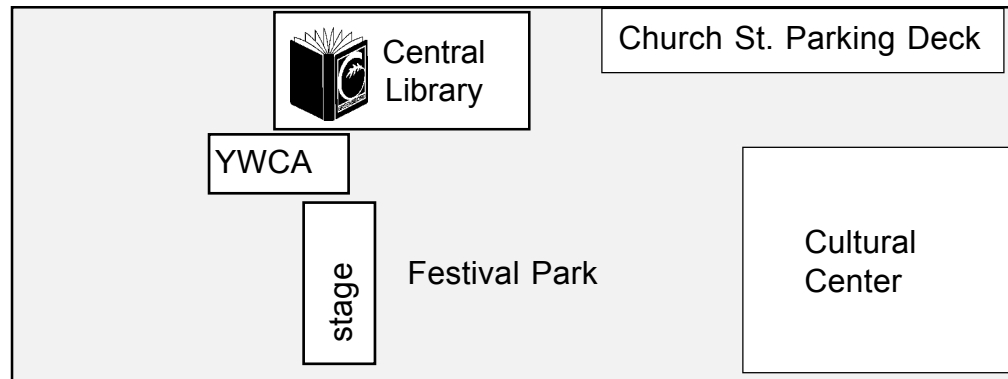 Central
Library
Church St. Parking Deck
YWCA
stage
Festival Park
Cultural
Center